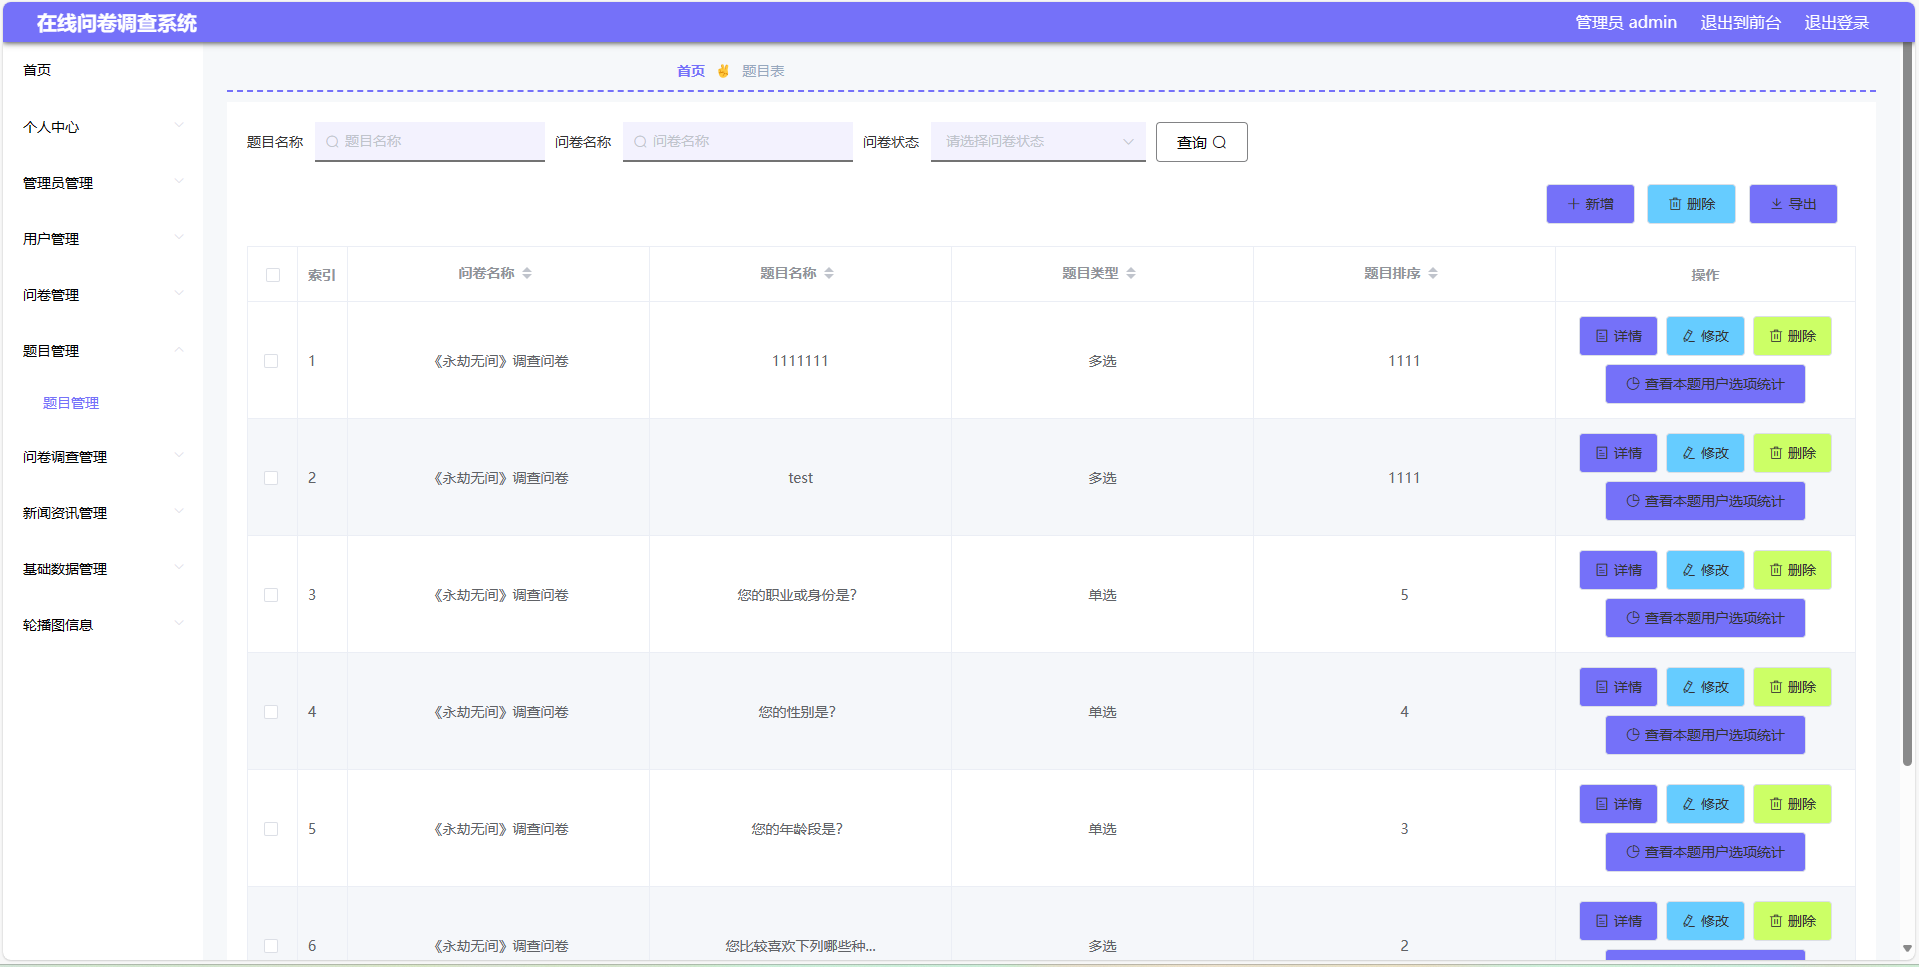 在线问卷调查系统
管理员 admin 退出到前台 退出登录
首页
个人中心
管理员管理
用户管理
问卷管理
题目管理
题目管理
问卷调查管理
新闻资讯管理
基础数据管理
轮播图信息
首页 题目表
题目名称 题目名称 问卷名称 问卷名称 问卷状态 请选择问卷状态 查询
新增 删除 导出
索引 问卷名称 题目名称 题目类型 题目排序 操作
1 《永劫无间》调查问卷 1111111 多选 1111 详情 修改 删除
查看本题用户选项统计
2 《永劫无间》调查问卷 test 多选 1111 详情 修改 删除
查看本题用户选项统计
3 《永劫无间》调查问卷 您的职业或身份是? 单选 5 详情 修改 删除
查看本题用户选项统计
4 《永劫无间》调查问卷 您的性别是? 单选 4 详情 修改 删除
查看本题用户选项统计
5 《永劫无间》调查问卷 您的年龄段是? 单选 3 详情 修改 删除
查看本题用户选项统计
6 《永劫无间》调查问卷 您比较喜欢下列哪些种... 多选 2 详情 修改 删除